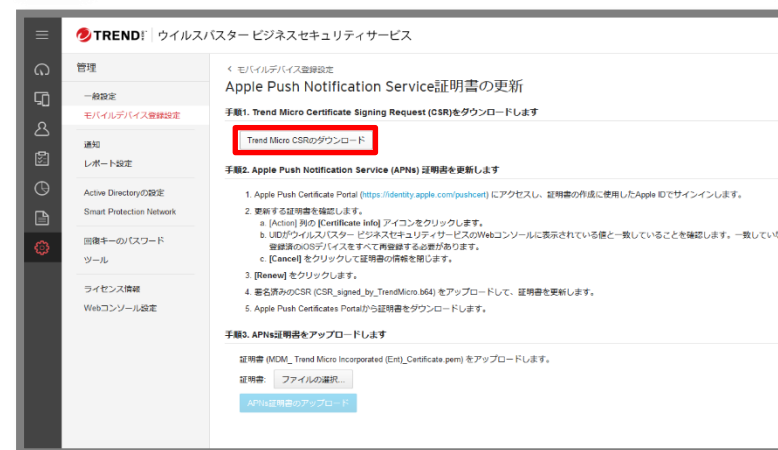 TREND ウイルスバスター ビジネスセキュリティサービス
管理
一般設定
モバイルデバイス登録設定
通知
レポート設定
Active Directoryの設定
Smart Protection Network
回復キーのパスワード
ツール
ライセンス情報
Webコンソール設定
モバイルデバイス登録設定
Apple Push Notification Service証明書の更新
手順1. Trend Micro Certificate Signing Request (CSR)をダウンロードします
Trend Micro CSRのダウンロード
手順2. Apple Push Notification Service (APNs) 証明書を更新します
1. Apple Push Certificate Portal (https://identity.apple.com/pushcert) にアクセスし、証明書の作成に使用したApple IDでサインインします。
2. 更新する証明書を確認します。
a. [Action] 列の [Certificate info] アイコンをクリックします。
b. UIDがウイルスバスター ビジネスセキュリティサービスのWebコンソールに表示されている値と一致していることを確認します。一致していな
登録済のiOSデバイスをすべて再登録する必要があります。
c. [Cancel] をクリックして証明書の情報を閉じます。
3. [Renew] をクリックします。
4. 署名済みのCSR (CSR_signed_by_TrendMicro.b64) をアップロードして、証明書を更新します。
5. Apple Push Certificates Portalから証明書をダウンロードします。
手順3. APNs証明書をアップロードします
証明書 (MDM_ Trend Micro Incorporated (Ent)_Certificate.pem) をアップロードします。
証明書: ファイルの選択...
APNs証明書のアップロード